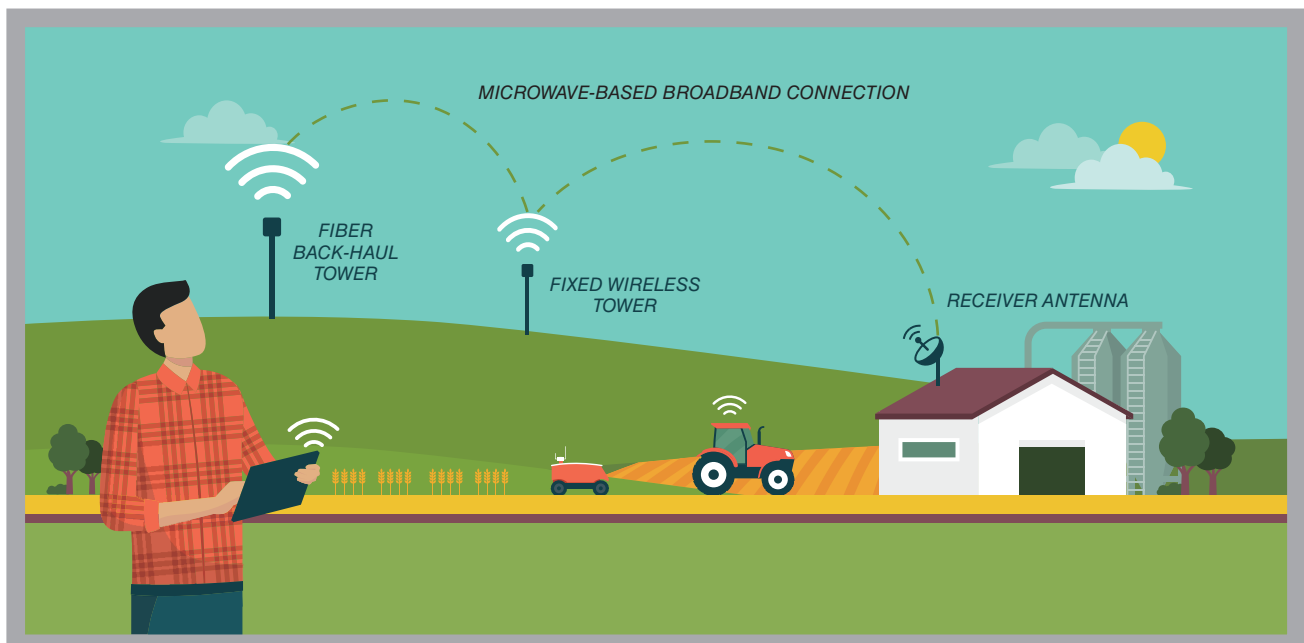 MICROWAVE-BASED BROADBAND CONNECTION
FIBER
BACK-HAUL
TOWER
FIXED WIRELESS
TOWER
RECEIVER ANTENNA